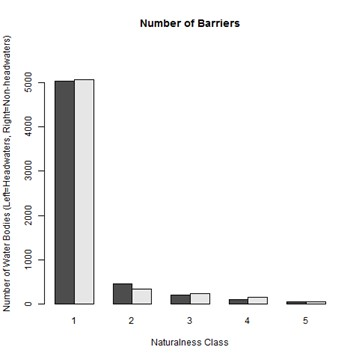 Number of Barriers
Number of Water Bodies (Left=Headwaters, Right=Non-headwaters)
5000
4000
3000
2000
1000
0
1 2 3 4 5
Naturalness Class